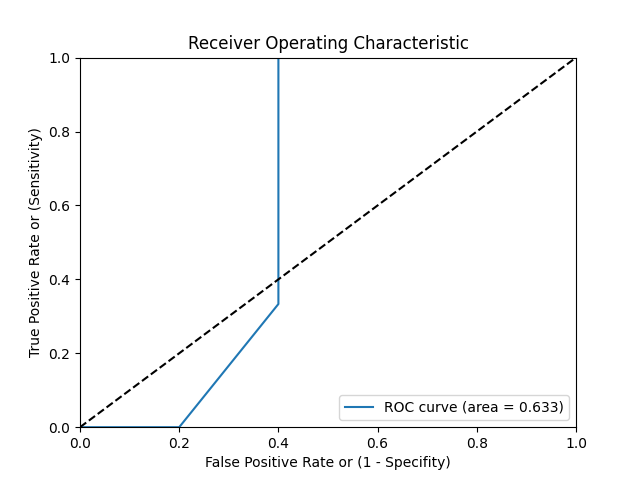 Receiver Operating Characteristic
1.0
0.8
0.6
0.4
0.2
0.0
True Positive Rate or (Sensitivity)
ROC curve (area = 0.633)
0.0 0.2 0.4 0.6 0.8 1.0
False Positive Rate or (1 - Specifity)